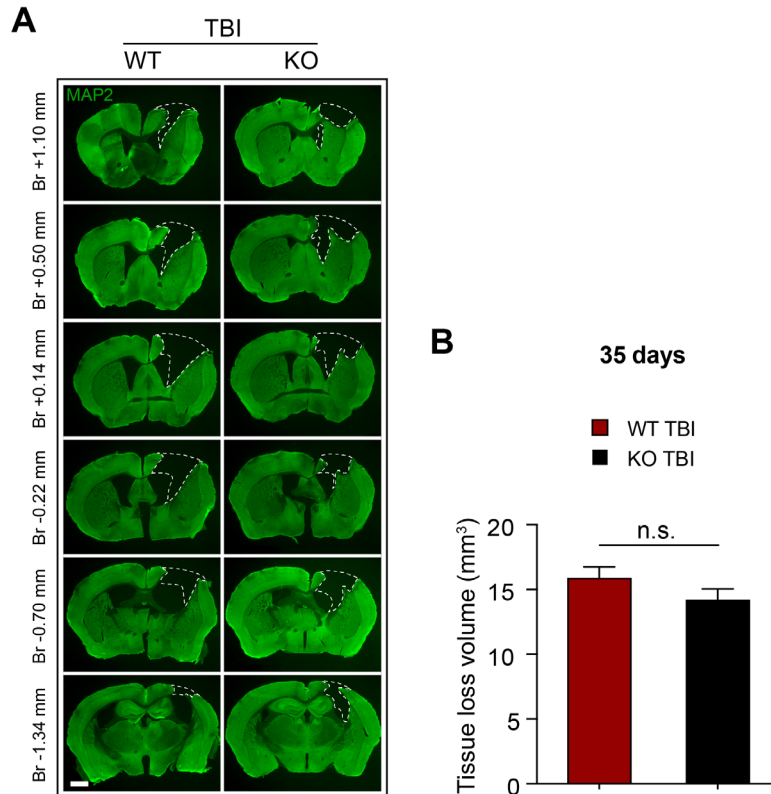 A
TBI
WT KO
MAP2
Br +1.10 mm
Br +0.50 mm
Br +0.14 mm
Br -0.22 mm
Br -0.70 mm
Br -1.34 mm
B
35 days
WT TBI
KO TBI
Tissue loss volume (mm³)
20
15
10
5
0
n.s.